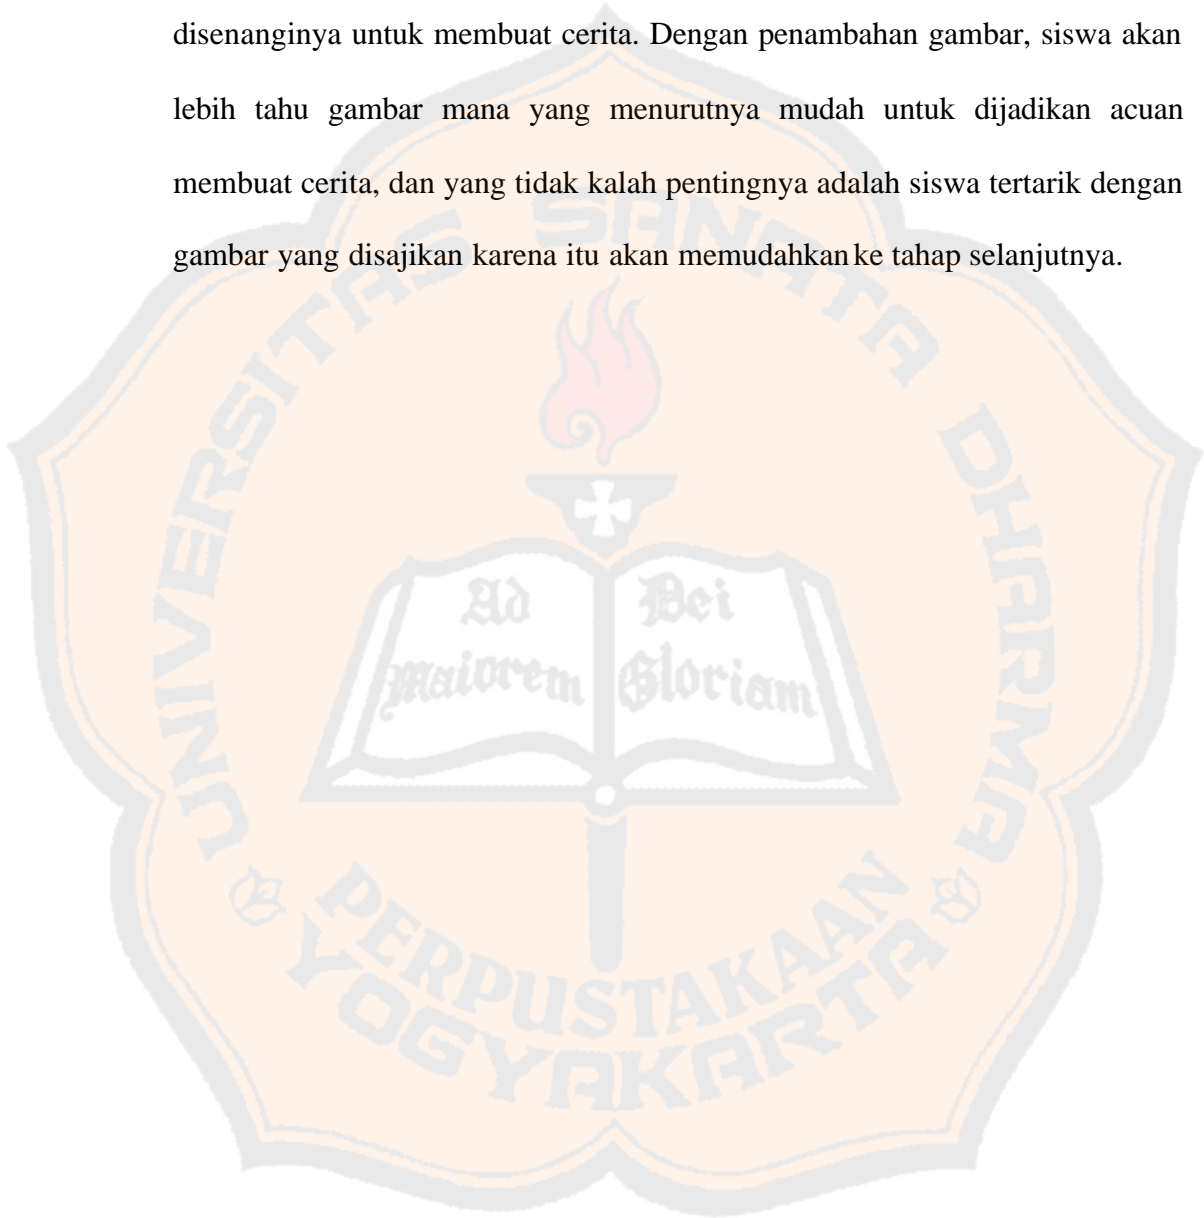 disenanginya untuk membuat cerita. Dengan penambahan gambar, siswa akan
lebih tahu gambar mana yang menurutnya mudah untuk dijadikan acuan
membuat cerita, dan yang tidak kalah pentingnya adalah siswa tertarik dengan
gambar yang disajikan karena itu akan memudahkan ke tahap selanjutnya.
UNIVERSITAS SANATA DHARMA
Ad Dei
Maiorem Gloriam
PERPUSTAKAAN
YOGYAKARTA